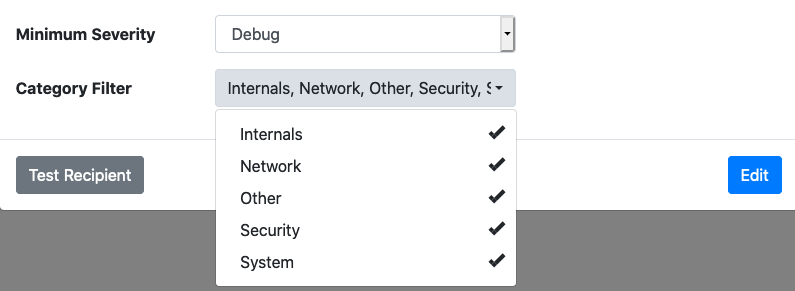 Minimum Severity
Debug
Category Filter
Internals, Network, Other, Security, S
Internals
Network
Other
Security
System
Test Recipient
Edit